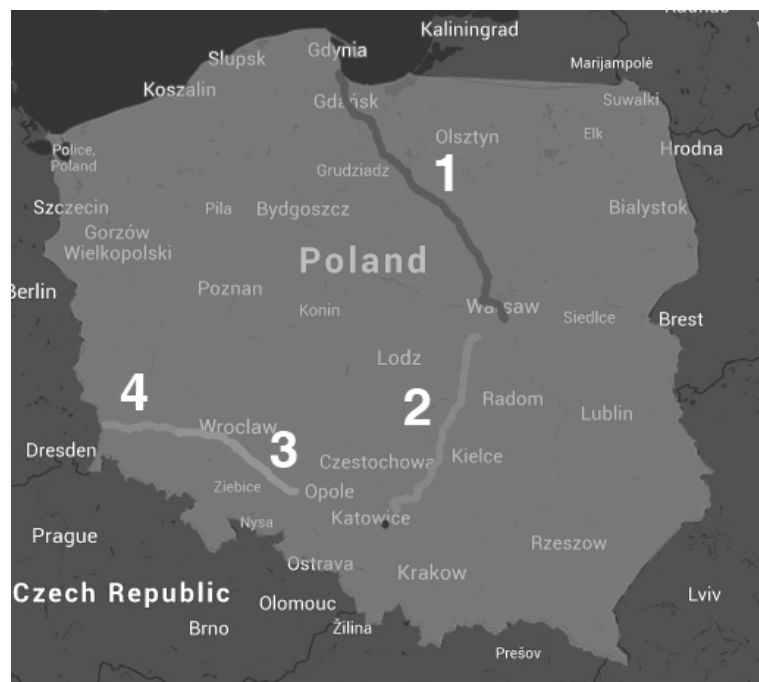 Kaliningrad
Gdynia
Slupsk
Marijampolė
Koszalin
Gdańsk
Suwalki
Olsztyn
Elk
Police,
Poland
Hrodna
Grudziadz
1
Szczecin
Pila
Bydgoszcz
Bialystok
Gorzów
Wielkopolski
Poland
Berlin
Poznan
Konin
Warsaw
Siedlce
Brest
Lodz
4
2
Radom
Lublin
Wroclaw
Dresden
3
Czestochowa
Kielce
Ziebice
Opole
Katowice
Nysa
Prague
Rzeszow
Ostrava
Krakow
Czech Republic
Olomouc
Lviv
Brno
Žilina
Prešov